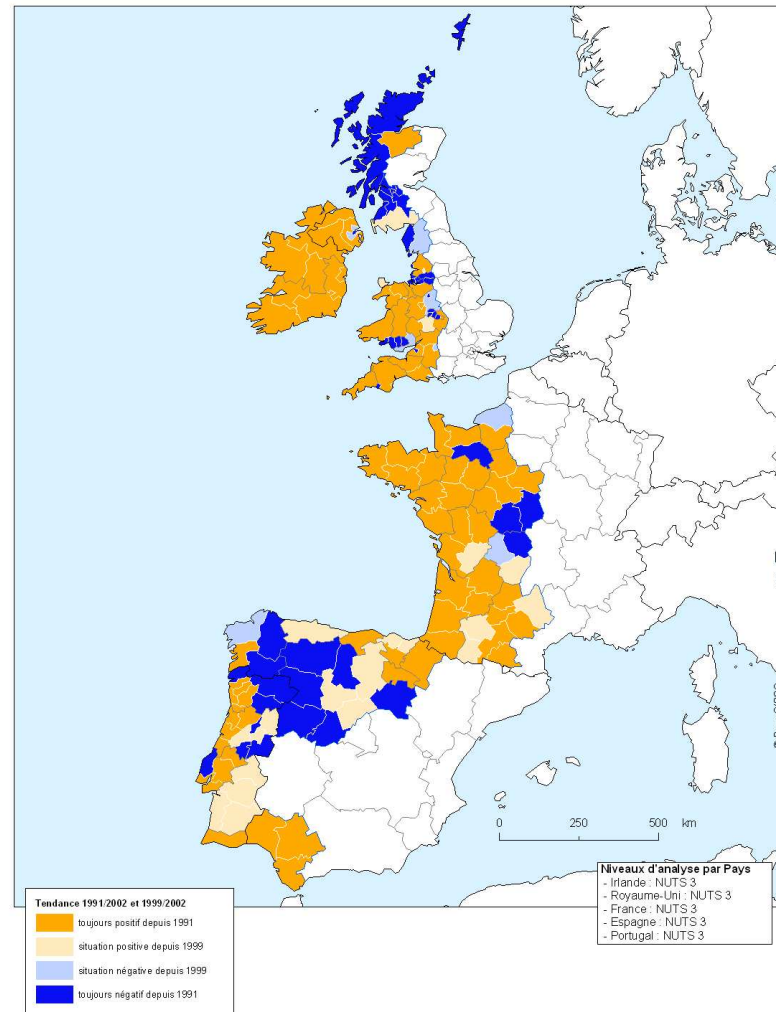 0 250 500 km
Niveaux d'analyse par Pays
- Irlande : NUTS 3
- Royaume-Uni : NUTS 3
- France : NUTS 3
- Espagne : NUTS 3
- Portugal : NUTS 3
Tendance 1991/2002 et 1999/2002
toujours positif depuis 1991
situation positive depuis 1999
situation négative depuis 1999
toujours négatif depuis 1991